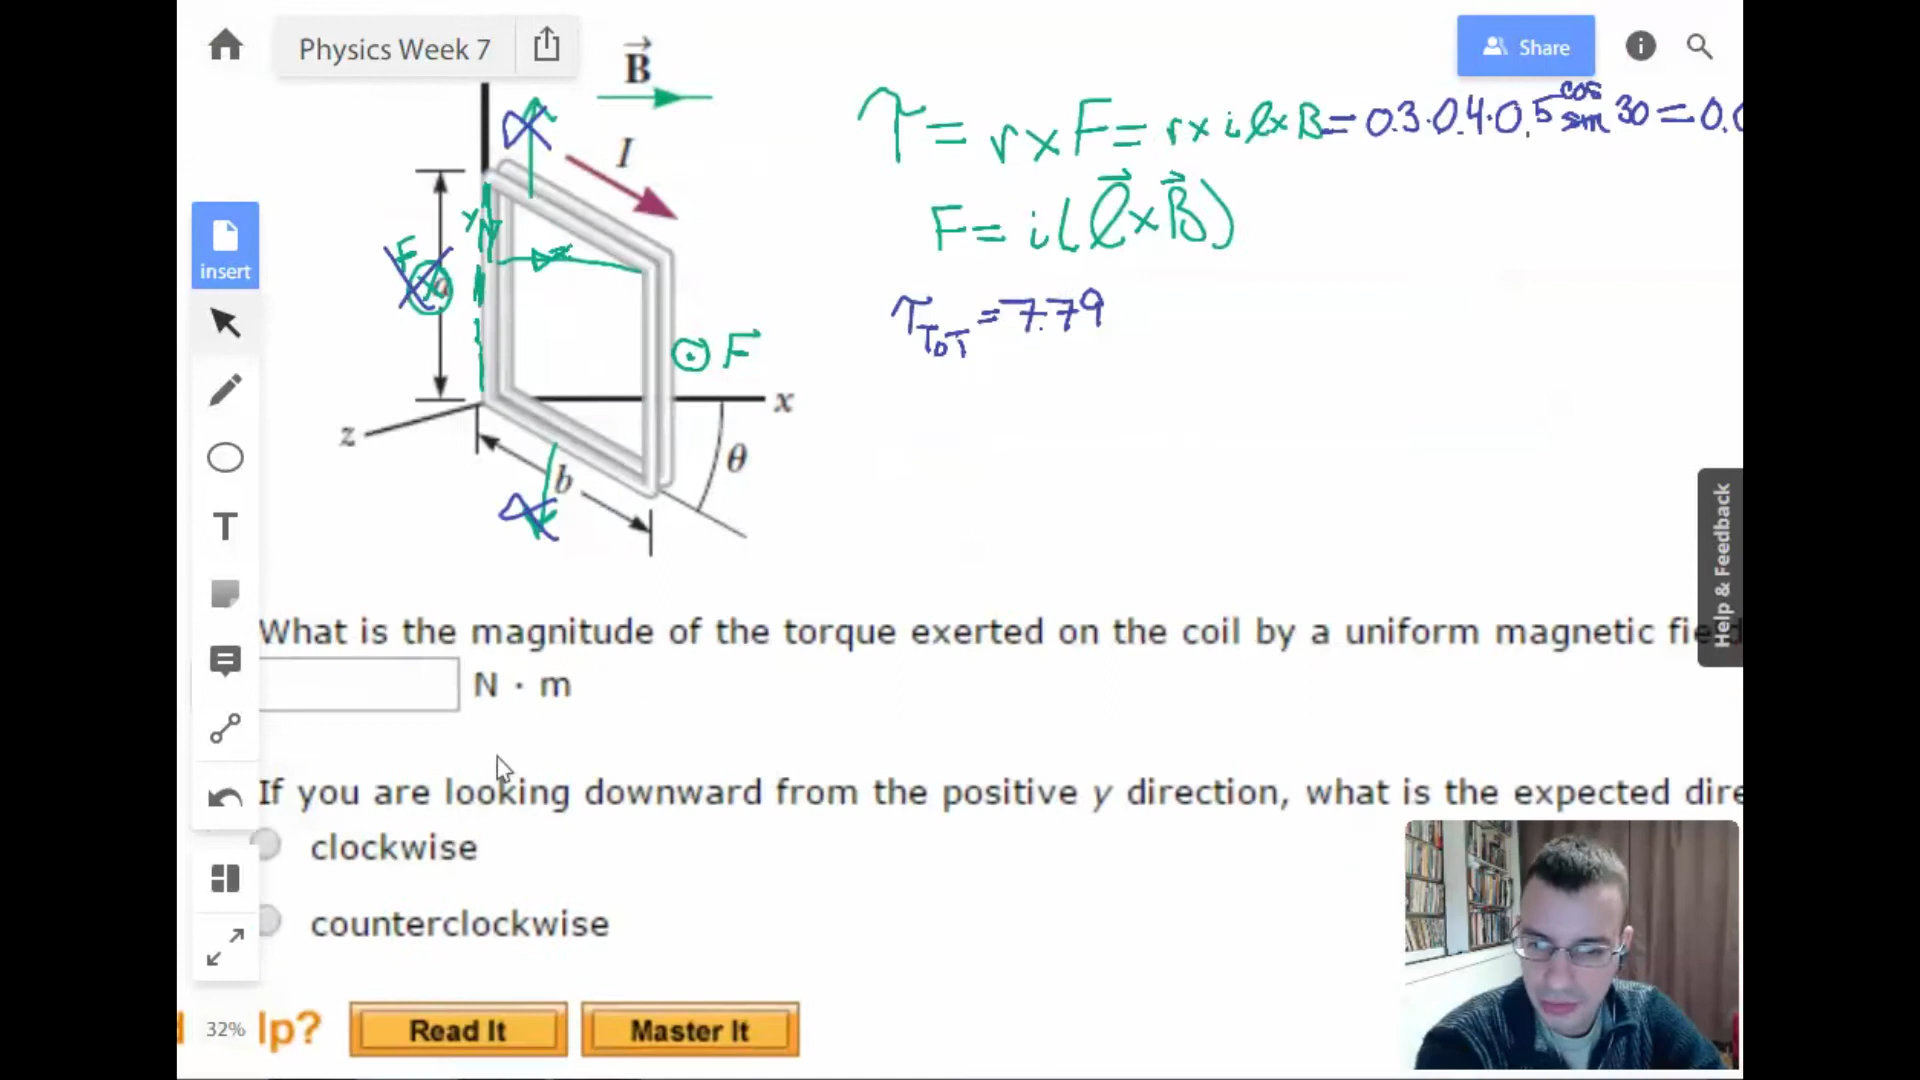 Physics Week 7
Share
B
I
τ = r x F = r x i l x B = 0.3·0.4·0.5 cos sin 30 = 0.0
F = i(l x B)
τ TOT = 7.79
F
y
a
F
x
z
θ
b
insert
T
What is the magnitude of the torque exerted on the coil by a uniform magnetic fie
N · m
If you are looking downward from the positive y direction, what is the expected dire
clockwise
counterclockwise
32%
lp?
Read It
Master It
Help & Feedback